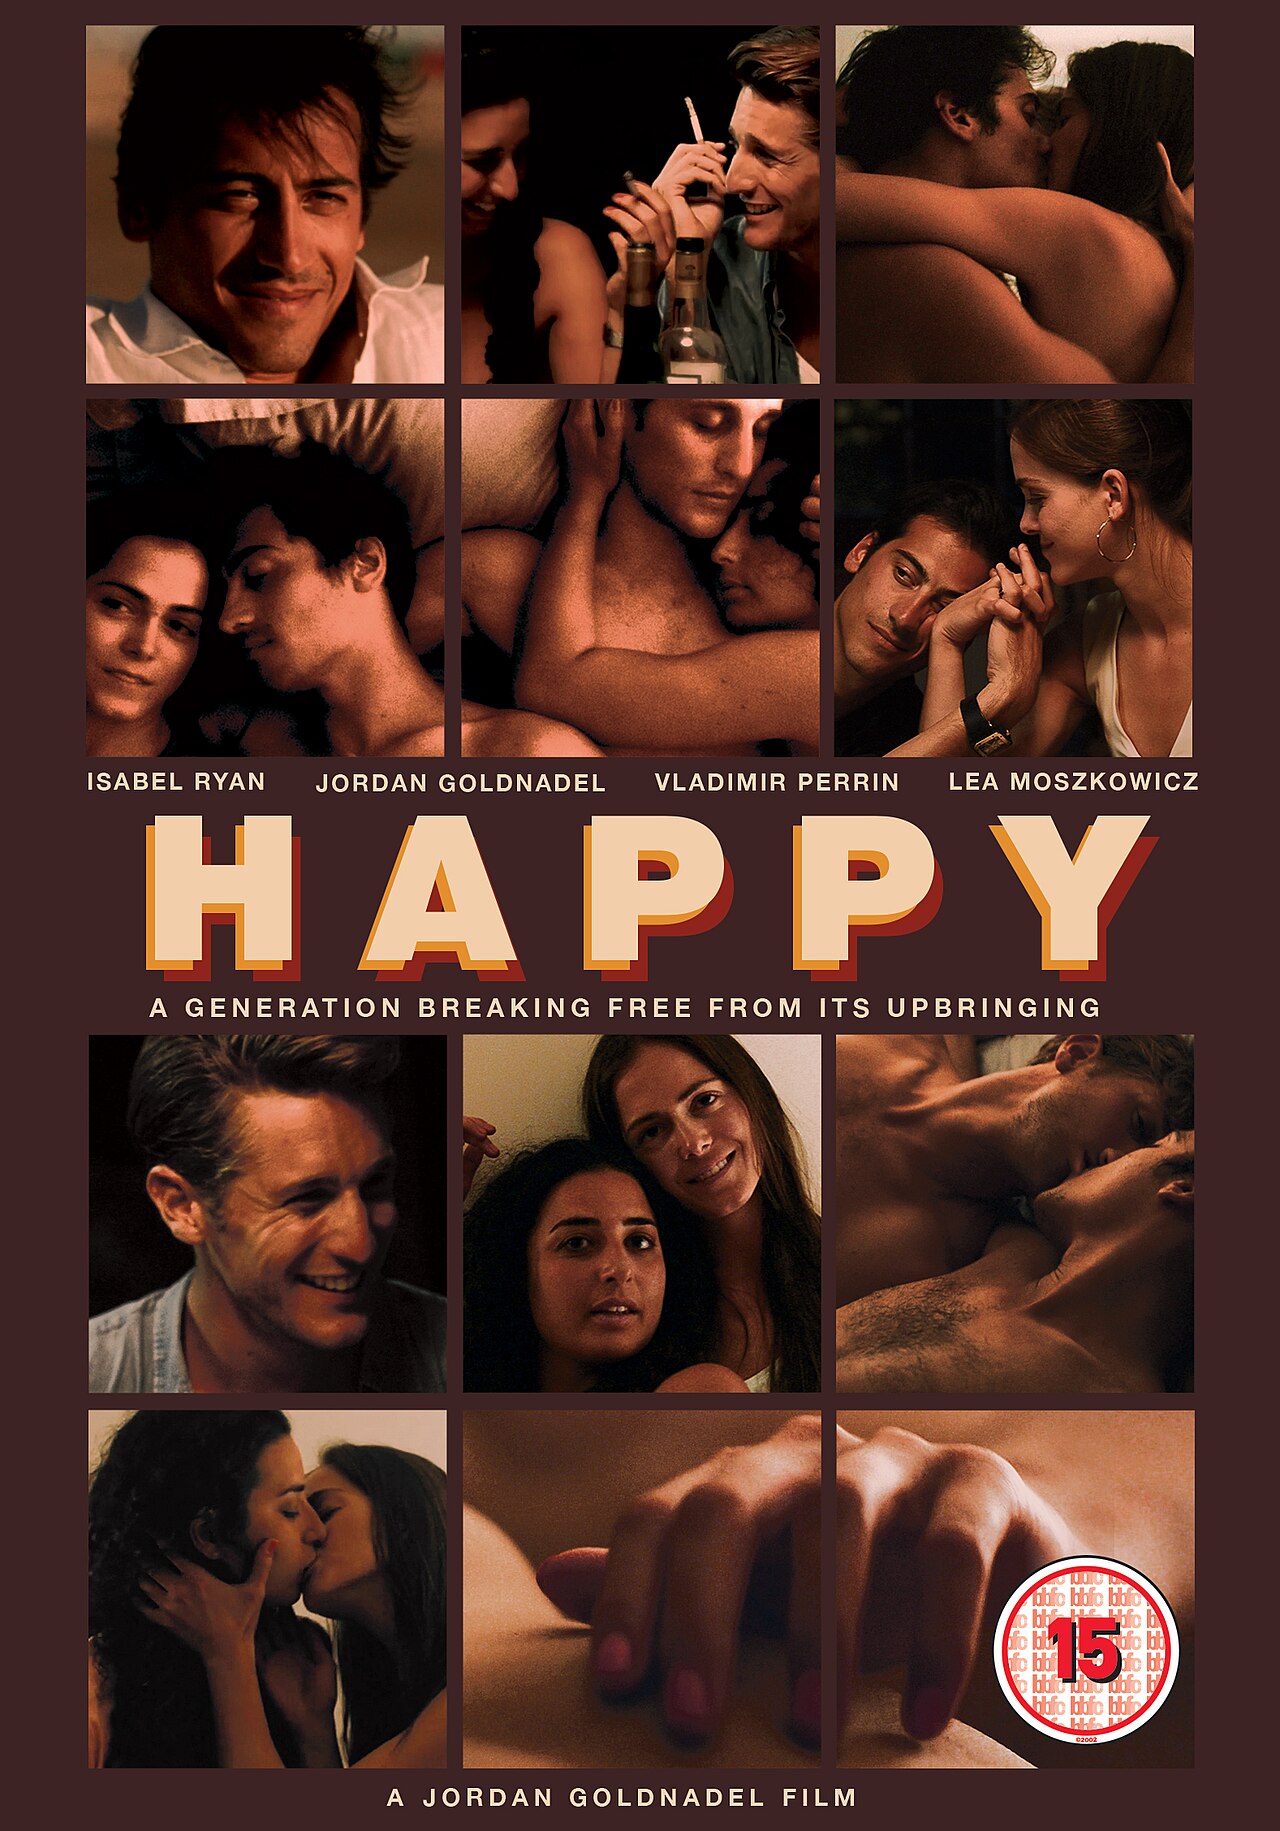 ISABEL RYAN JORDAN GOLDNADEL VLADIMIR PERRIN LEA MOSZKOWICZ
HAPPY
A GENERATION BREAKING FREE FROM ITS UPBRINGING
15
©2002
A JORDAN GOLDNADEL FILM